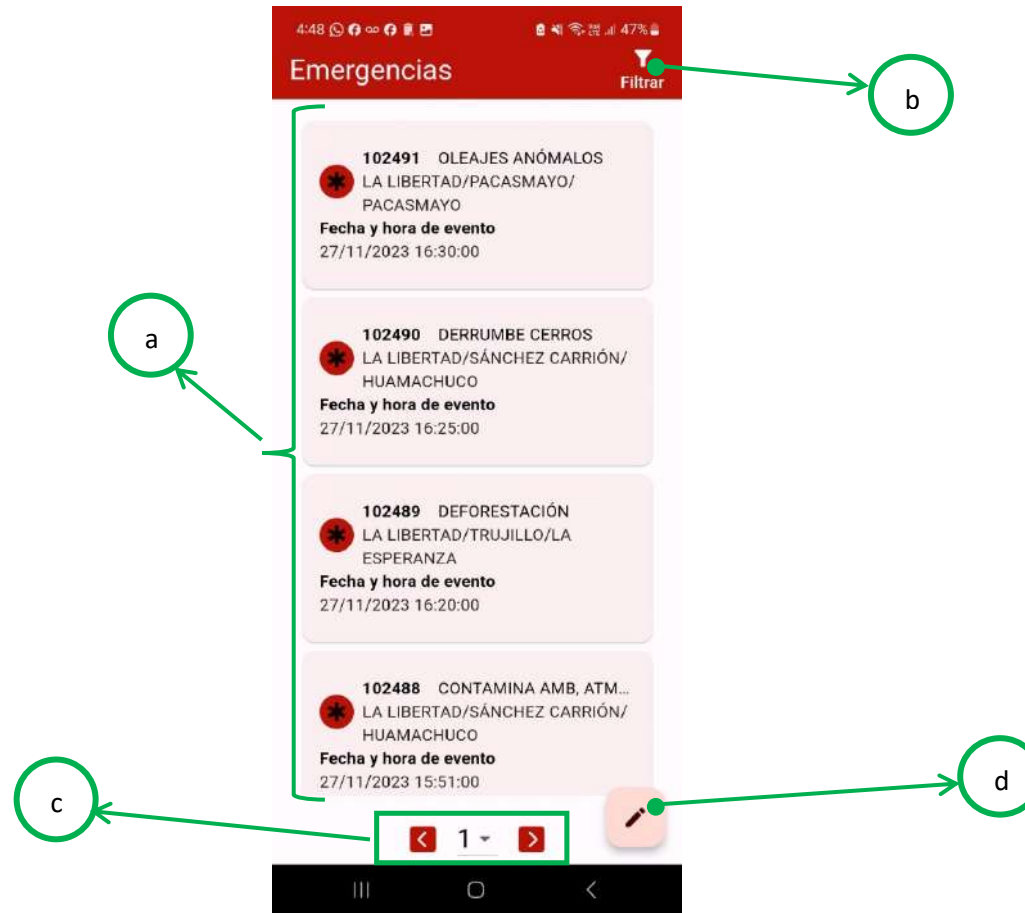 4:48 47%
Emergencias
Filtrar
b
102491 OLEAJES ANÓMALOS
LA LIBERTAD/PACASMAYO/
PACASMAYO
Fecha y hora de evento
27/11/2023 16:30:00
a
102490 DERRUMBE CERROS
LA LIBERTAD/SÁNCHEZ CARRIÓN/
HUAMACHUCO
Fecha y hora de evento
27/11/2023 16:25:00
102489 DEFORESTACIÓN
LA LIBERTAD/TRUJILLO/LA
ESPERANZA
Fecha y hora de evento
27/11/2023 16:20:00
102488 CONTAMINA AMB, ATM...
LA LIBERTAD/SÁNCHEZ CARRIÓN/
HUAMACHUCO
Fecha y hora de evento
27/11/2023 15:51:00
d
c
1